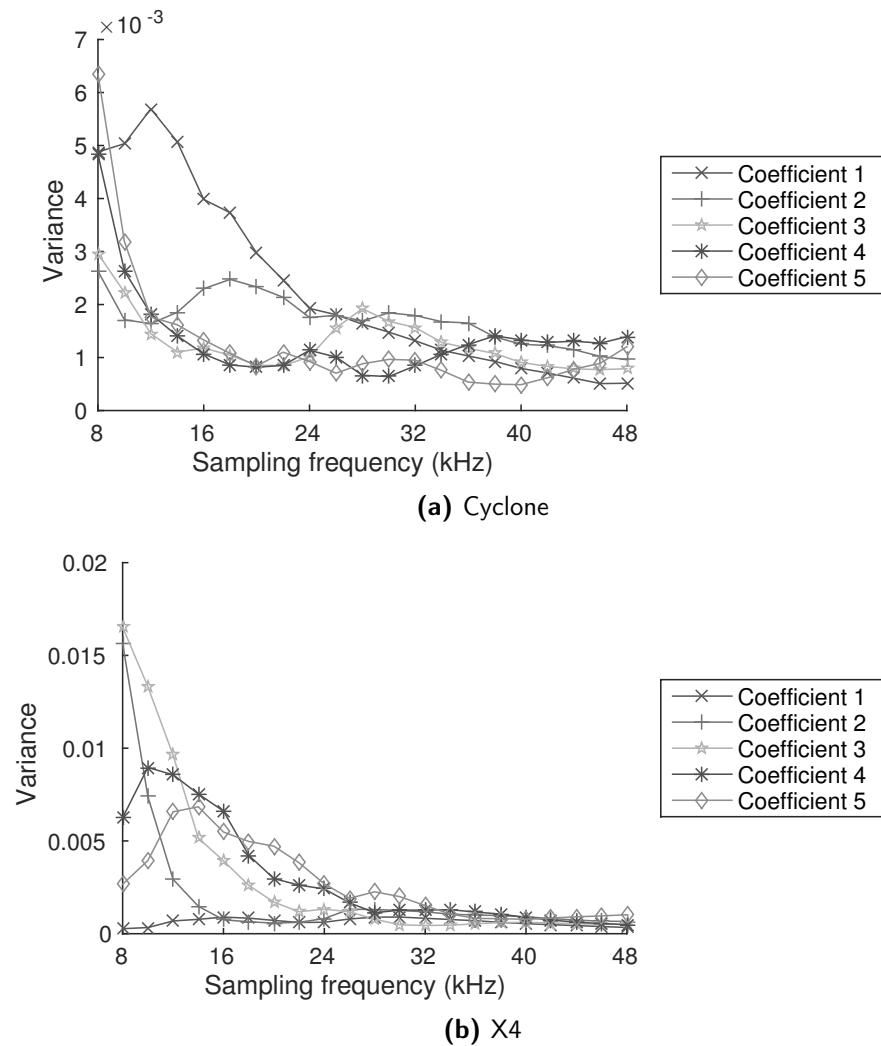 ×10 -3
7
6
5
4
3
2
1
0
Variance
8 16 24 32 40 48
Sampling frequency (kHz)
Coefficient 1
Coefficient 2
Coefficient 3
Coefficient 4
Coefficient 5
(a) Cyclone
0.02
0.015
0.01
0.005
0
Variance
8 16 24 32 40 48
Sampling frequency (kHz)
Coefficient 1
Coefficient 2
Coefficient 3
Coefficient 4
Coefficient 5
(b) X4